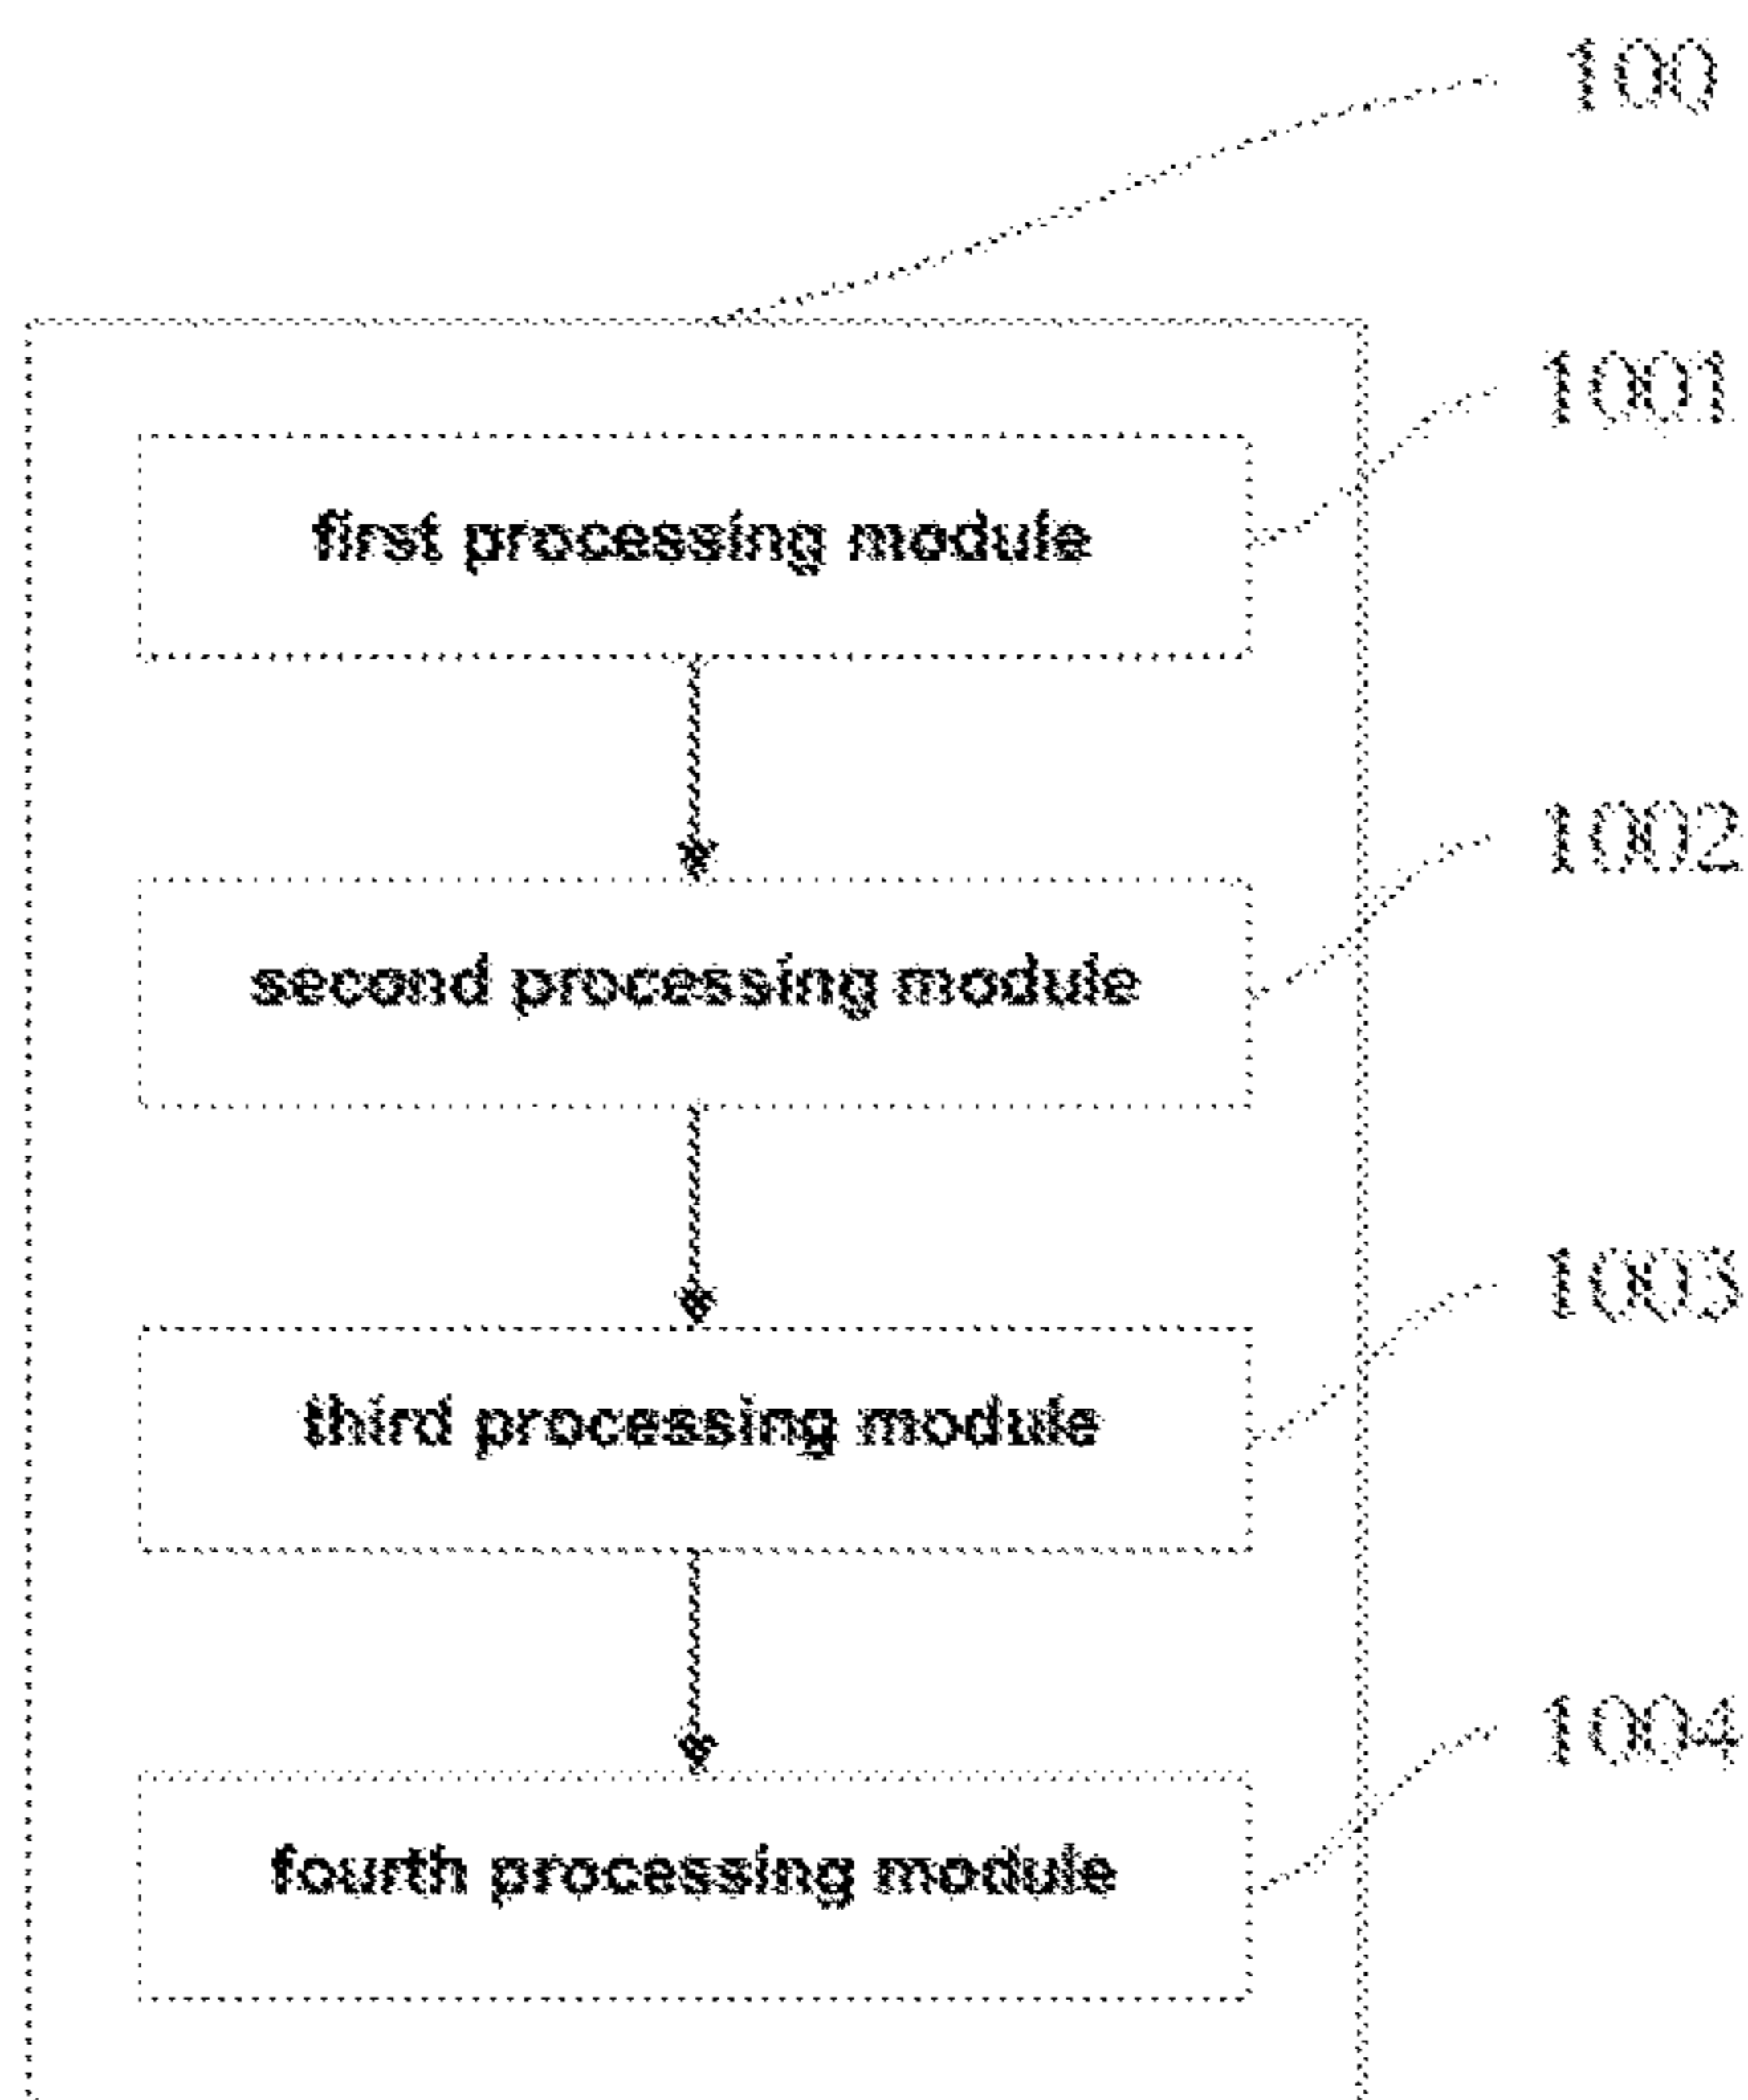 100
1001
first processing module
1002
second processing module
1003
third processing module
1004
fourth processing module